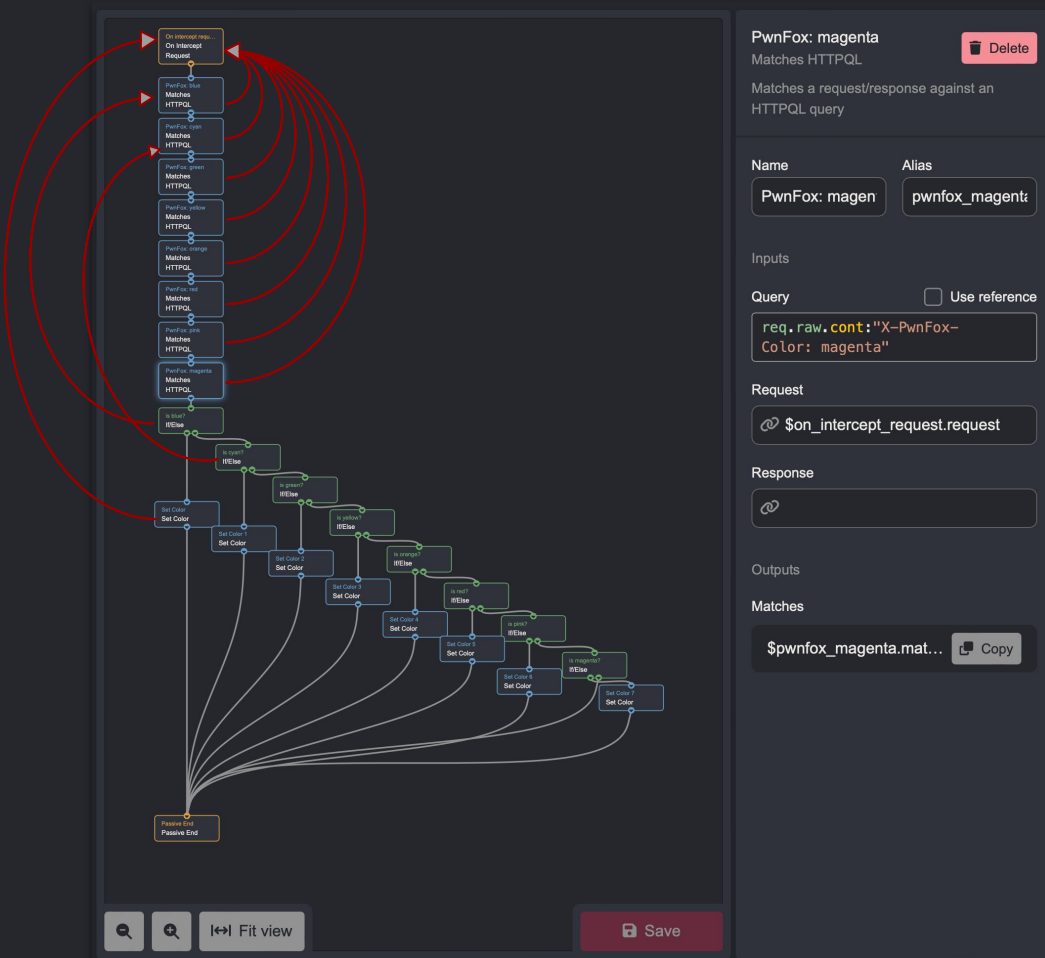 On intercept requ...
On Intercept
Request
PwnFox: blue
Matches
HTTPQL
PwnFox: cyan
Matches
HTTPQL
PwnFox: green
Matches
HTTPQL
PwnFox: yellow
Matches
HTTPQL
PwnFox: orange
Matches
HTTPQL
PwnFox: red
Matches
HTTPQL
PwnFox: pink
Matches
HTTPQL
PwnFox: magenta
Matches
HTTPQL
is blue?
If/Else
is cyan?
If/Else
is green?
If/Else
is yellow?
If/Else
is orange?
If/Else
is red?
If/Else
is pink?
If/Else
is magenta?
If/Else
Set Color
Set Color
Set Color 1
Set Color
Set Color 2
Set Color
Set Color 3
Set Color
Set Color 4
Set Color
Set Color 5
Set Color
Set Color 6
Set Color
Set Color 7
Set Color
Passive End
Passive End
Fit view
Save
PwnFox: magenta
Delete
Matches HTTPQL
Matches a request/response against an
HTTPQL query
Name
Alias
PwnFox: magen
pwnfox_magenta
Inputs
Query
Use reference
req.raw.cont:"X-PwnFox-
Color: magenta"
Request
$on_intercept_request.request
Response
Outputs
Matches
$pwnfox_magenta.mat...
Copy